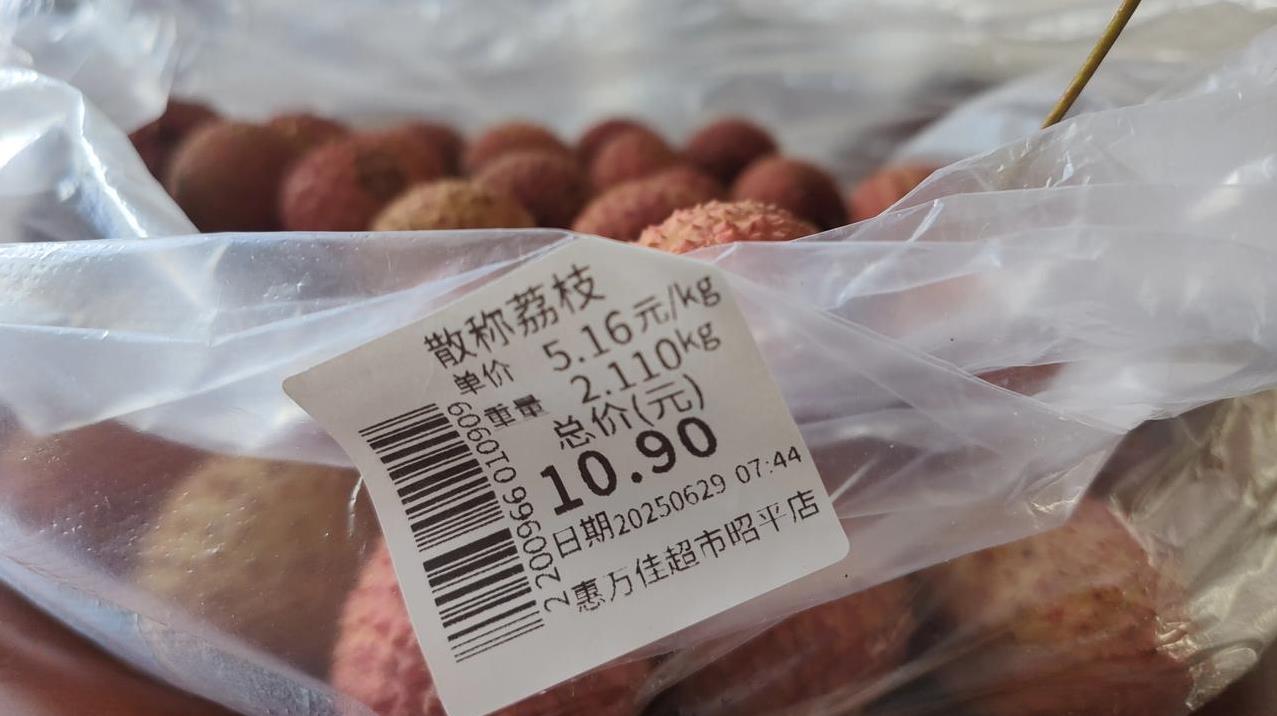 散称荔枝
单价 5.16元/kg
重量 2.110kg
总价(元)
10.90
日期20250629 07:44
惠万佳超市昭平店
2200966010909